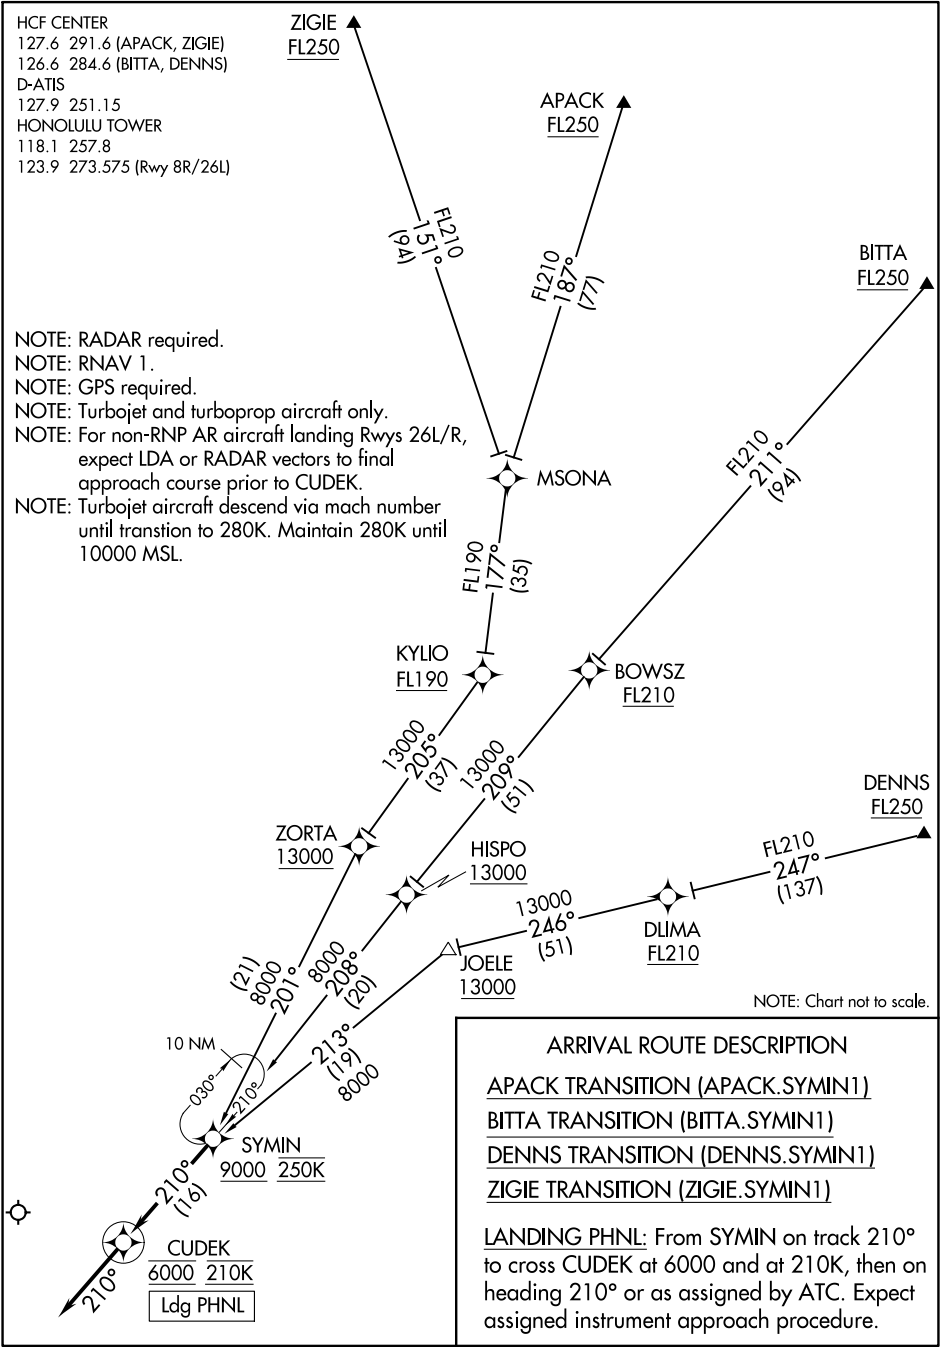 HCF CENTER
127.6 291.6 (APACK, ZIGIE)
126.6 284.6 (BITTA, DENNS)
D-ATIS
127.9 251.15
HONOLULU TOWER
118.1 257.8
123.9 273.575 (Rwy 8R/26L)
ZIGIE
FL250
APACK
FL250
BITTA
FL250
FL210
151°
(94)
FL210
187°
(77)
FL210
211°
(94)
NOTE: RADAR required.
NOTE: RNAV 1.
NOTE: GPS required.
NOTE: Turbojet and turboprop aircraft only.
NOTE: For non-RNP AR aircraft landing Rwys 26L/R,
expect LDA or RADAR vectors to final
approach course prior to CUDEK.
NOTE: Turbojet aircraft descend via mach number
until transtion to 280K. Maintain 280K until
10000 MSL.
MSONA
FL190
177°
(35)
KYLIO
FL190
BOWSZ
FL210
13000
205°
(37)
13000
209°
(51)
DENNS
FL250
ZORTA
13000
HISPO
13000
FL210
247°
(137)
13000
246°
(51)
DLIMA
FL210
JOELE
13000
(21)
8000
201°
8000
208°
(20)
213°
(19)
8000
NOTE: Chart not to scale.
10 NM
030°
210°
SYMIN
9000 250K
210°
(16)
CUDEK
6000 210K
Ldg PHNL
210°
ARRIVAL ROUTE DESCRIPTION
APACK TRANSITION (APACK.SYMIN1)
BITTA TRANSITION (BITTA.SYMIN1)
DENNS TRANSITION (DENNS.SYMIN1)
ZIGIE TRANSITION (ZIGIE.SYMIN1)
LANDING PHNL: From SYMIN on track 210°
to cross CUDEK at 6000 and at 210K, then on
heading 210° or as assigned by ATC. Expect
assigned instrument approach procedure.